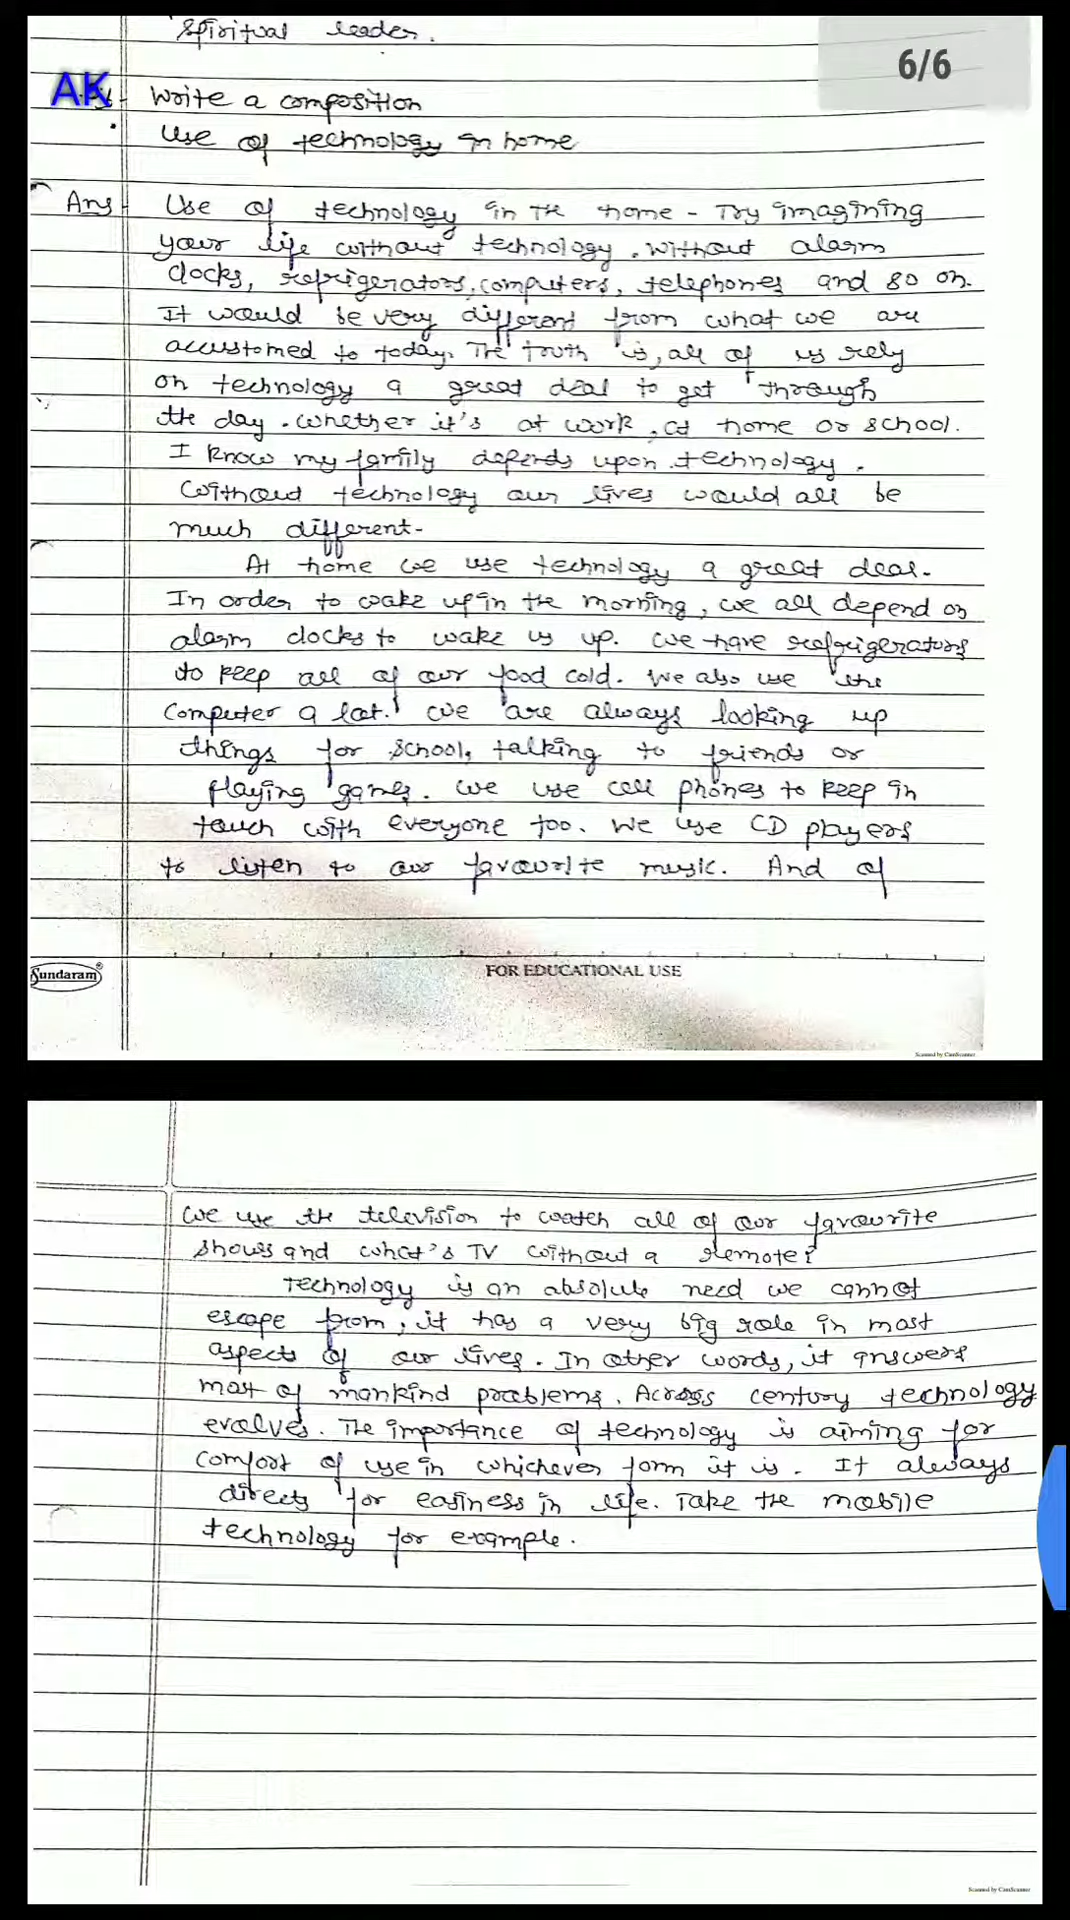 Spiritual leader.
6/6
AK
Write a composition
Use of technology in home
Ans Use of technology in the home - Try imagining
your life without technology. Without alarm
clocks, refrigerators, computers, telephones and so on.
It would be very different from what we are
accustomed to today. The truth is, all of us rely
on technology a great deal to get through
the day. whether it's at work, at home or school.
I know my family depends upon technology.
Without technology our lives would all be
much different-
At home we use technology a great deal.
In order to wake up in the morning, we all depend on
alarm clocks to wake us up. We have refrigerators
to keep all of our food cold. We also use the
computer a lot. we are always looking up
things for school, talking to friends or
playing games. We use cell phones to keep in
touch with everyone too. We use CD players
to listen to our favourite music. And of
Sundaram®
FOR EDUCATIONAL USE
Scanned by CamScanner
we use the television to watch all of our favourite
shows and what's TV without a remote?
Technology is an absolute need we cannot
escape from, it has a very big role in most
aspects of our lives. In other words, it answers
most of mankind problems. Across century technology
evolves. The importance of technology is aiming for
comfort of use in whichever form it is. It always
directs for easiness in life. Take the mobile
technology for example.
Scanned by CamScanner